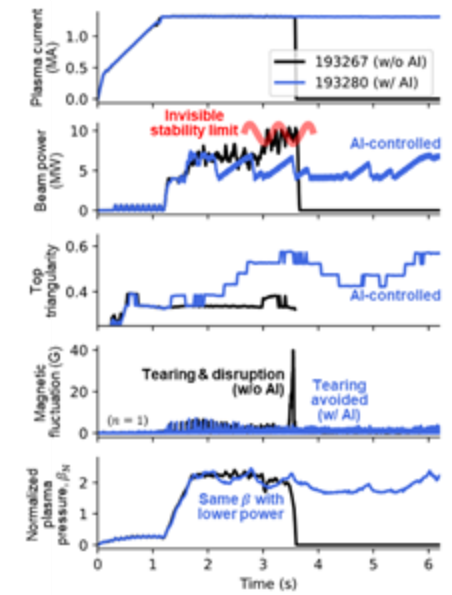 Plasma current
(MA)
1.0
0.5
0.0
193267 (w/o AI)
193280 (w/ AI)
Beam power
(MW)
10
5
0
Invisible
stability limit
AI-controlled
Top
triangularity
0.6
0.4
AI-controlled
Magnetic
fluctuation (G)
40
20
0
Tearing & disruption
(w/o AI)
(n = 1)
Tearing
avoided
(w/ AI)
Normalized
plasma
pressure, βN
2
1
0
Same β with
lower power
0 1 2 3 4 5 6
Time (s)